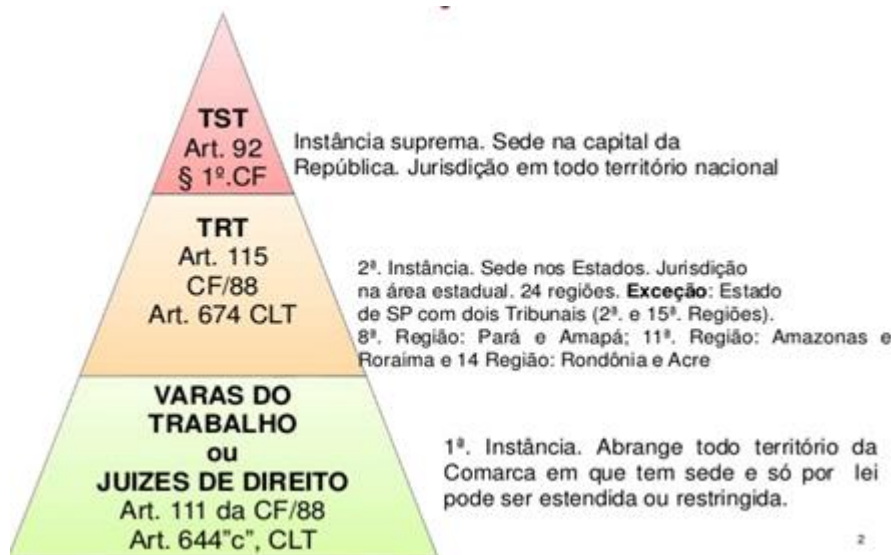 TST
Art. 92
§ 1º.CF
Instância suprema. Sede na capital da
República. Jurisdição em todo território nacional
TRT
Art. 115
CF/88
Art. 674 CLT
2ª. Instância. Sede nos Estados. Jurisdição
na área estadual. 24 regiões. Exceção: Estado
de SP com dois Tribunais (2ª. e 15ª. Regiões).
8ª. Região: Pará e Amapá; 11ª. Região: Amazonas e
Roraima e 14 Região: Rondônia e Acre
VARAS DO
TRABALHO
ou
JUIZES DE DIREITO
Art. 111 da CF/88
Art. 644"c", CLT
1ª. Instância. Abrange todo território da
Comarca em que tem sede e só por lei
pode ser estendida ou restringida.
2